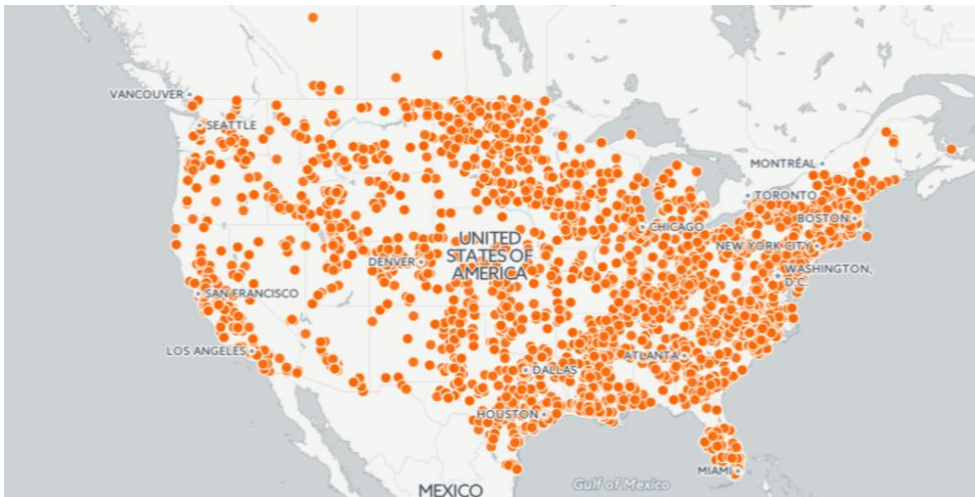 VANCOUVER
SEATTLE
MONTRÉAL
TORONTO
BOSTON
CHICAGO
NEW YORK CITY
UNITED
STATES OF
AMERICA
DENVER
WASHINGTON,
D.C.
SAN FRANCISCO
LOS ANGELES
ATLANTA
DALLAS
HOUSTON
MIAMI
Gulf of Mexico
MEXICO